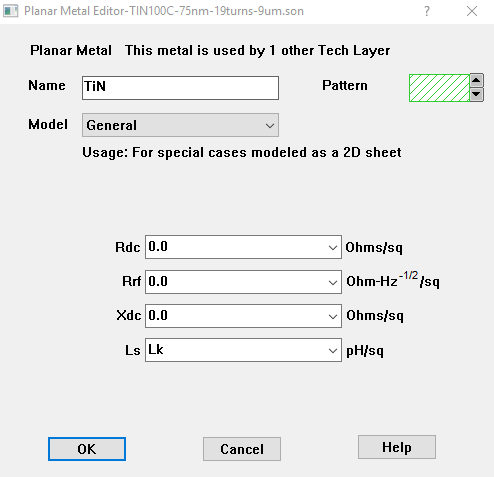 Planar Metal Editor-TIN100C-75nm-19turns-9um.son ? ×
Planar Metal This metal is used by 1 other Tech Layer
Name TiN Pattern
Model General
Usage: For special cases modeled as a 2D sheet
Rdc 0.0 Ohms/sq
Rrf 0.0 Ohm-Hz-1/2/sq
Xdc 0.0 Ohms/sq
Ls Lk pH/sq
OK Cancel Help